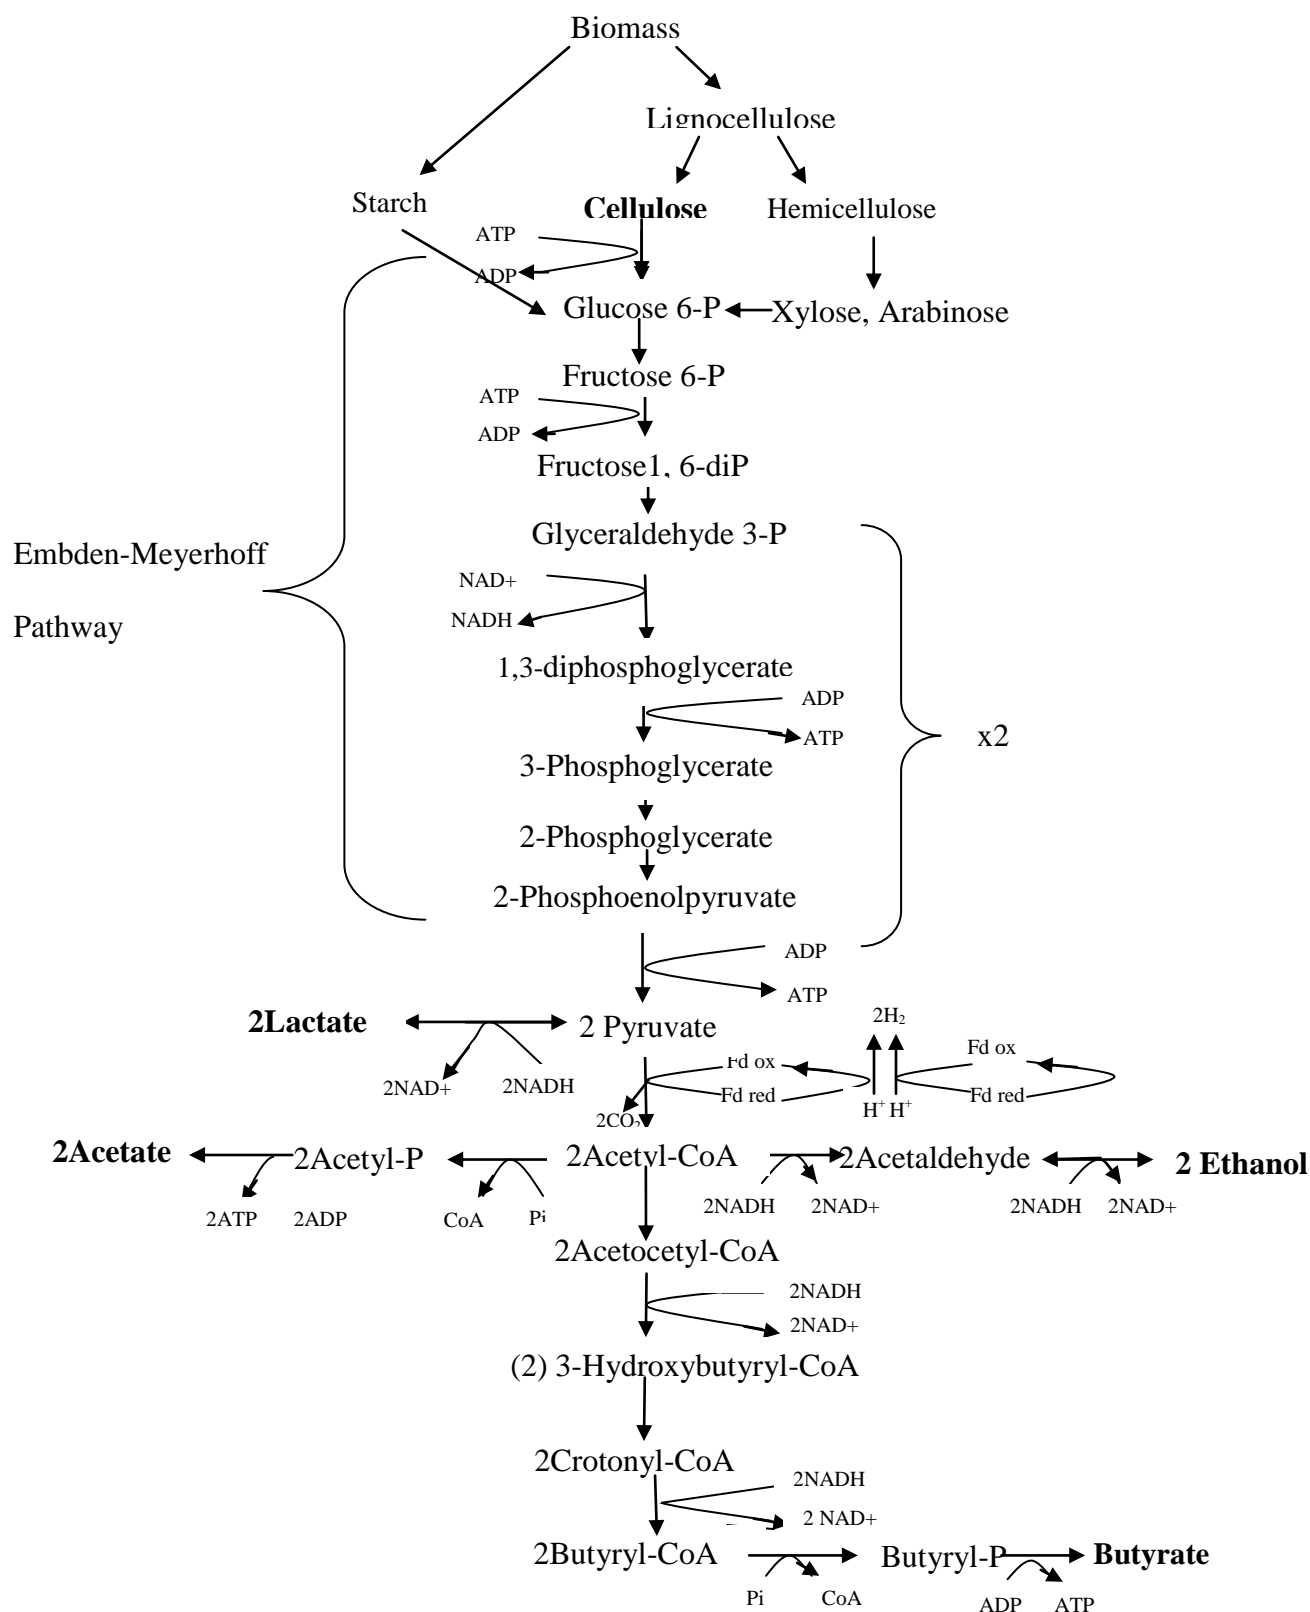 Biomass
Lignocellulose
Starch
Cellulose
Hemicellulose
ATP
ADP
Glucose 6-P
Xylose, Arabinose
Fructose 6-P
ATP
ADP
Fructose1, 6-diP
Glyceraldehyde 3-P
Embden-Meyerhoff
Pathway
NAD+
NADH
1,3-diphosphoglycerate
ADP
ATP
x2
3-Phosphoglycerate
2-Phosphoglycerate
2-Phosphoenolpyruvate
ADP
ATP
2Lactate
2 Pyruvate
2H2
2NAD+
2NADH
Fd ox
Fd red
Fd ox
Fd red
H+ H+
2CO2
2Acetate
2Acetyl-P
2Acetyl-CoA
2Acetaldehyde
2 Ethanol
2ATP
2ADP
CoA
Pi
2NADH
2NAD+
2NADH
2NAD+
2Acetocetyl-CoA
2NADH
2NAD+
(2) 3-Hydroxybutyryl-CoA
2Crotonyl-CoA
2NADH
2 NAD+
2Butyryl-CoA
Butyryl-P
Butyrate
Pi
CoA
ADP
ATP